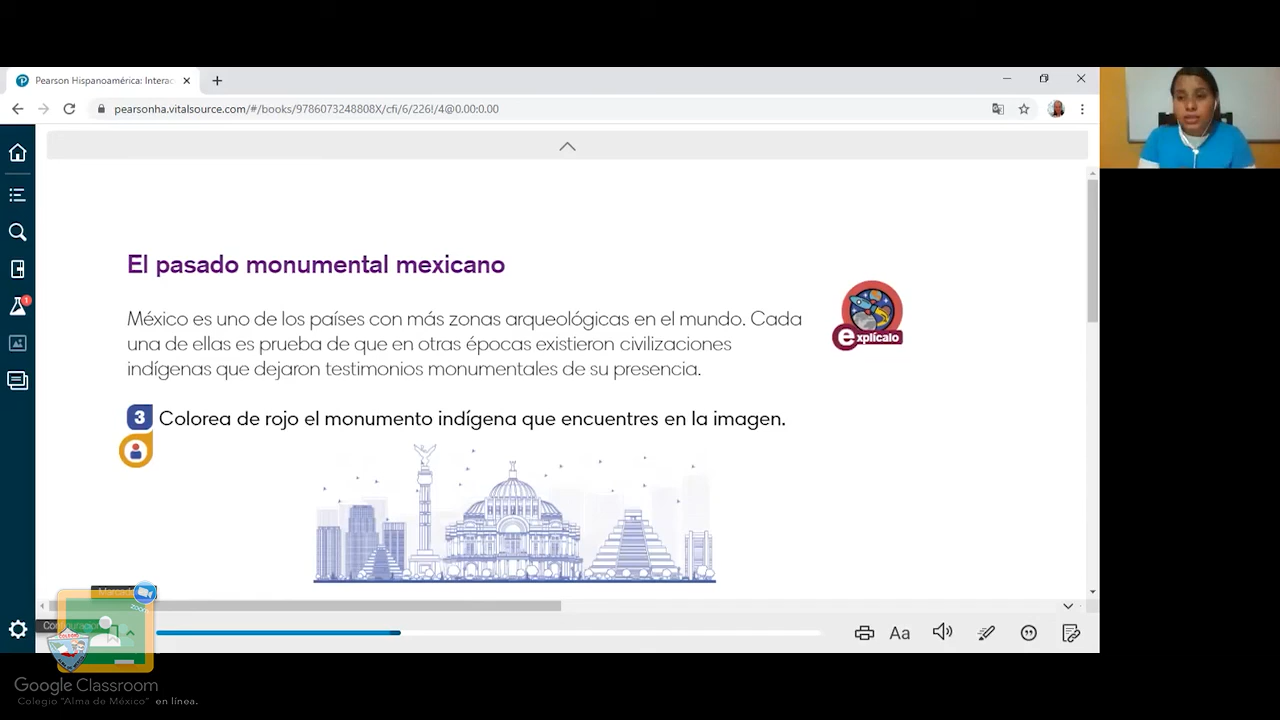 Pearson Hispanoamérica: Interac
pearsonha.vitalsource.com/#/books/9786073248808X/cfi/6/226!/4@0.00:0.00
1
El pasado monumental mexicano
México es uno de los países con más zonas arqueológicas en el mundo. Cada
una de ellas es prueba de que en otras épocas existieron civilizaciones
indígenas que dejaron testimonios monumentales de su presencia.
explícalo
3 Colorea de rojo el monumento indígena que encuentres en la imagen.
zoom
Aa
Google Classroom
Colegio "Alma de México" en línea.